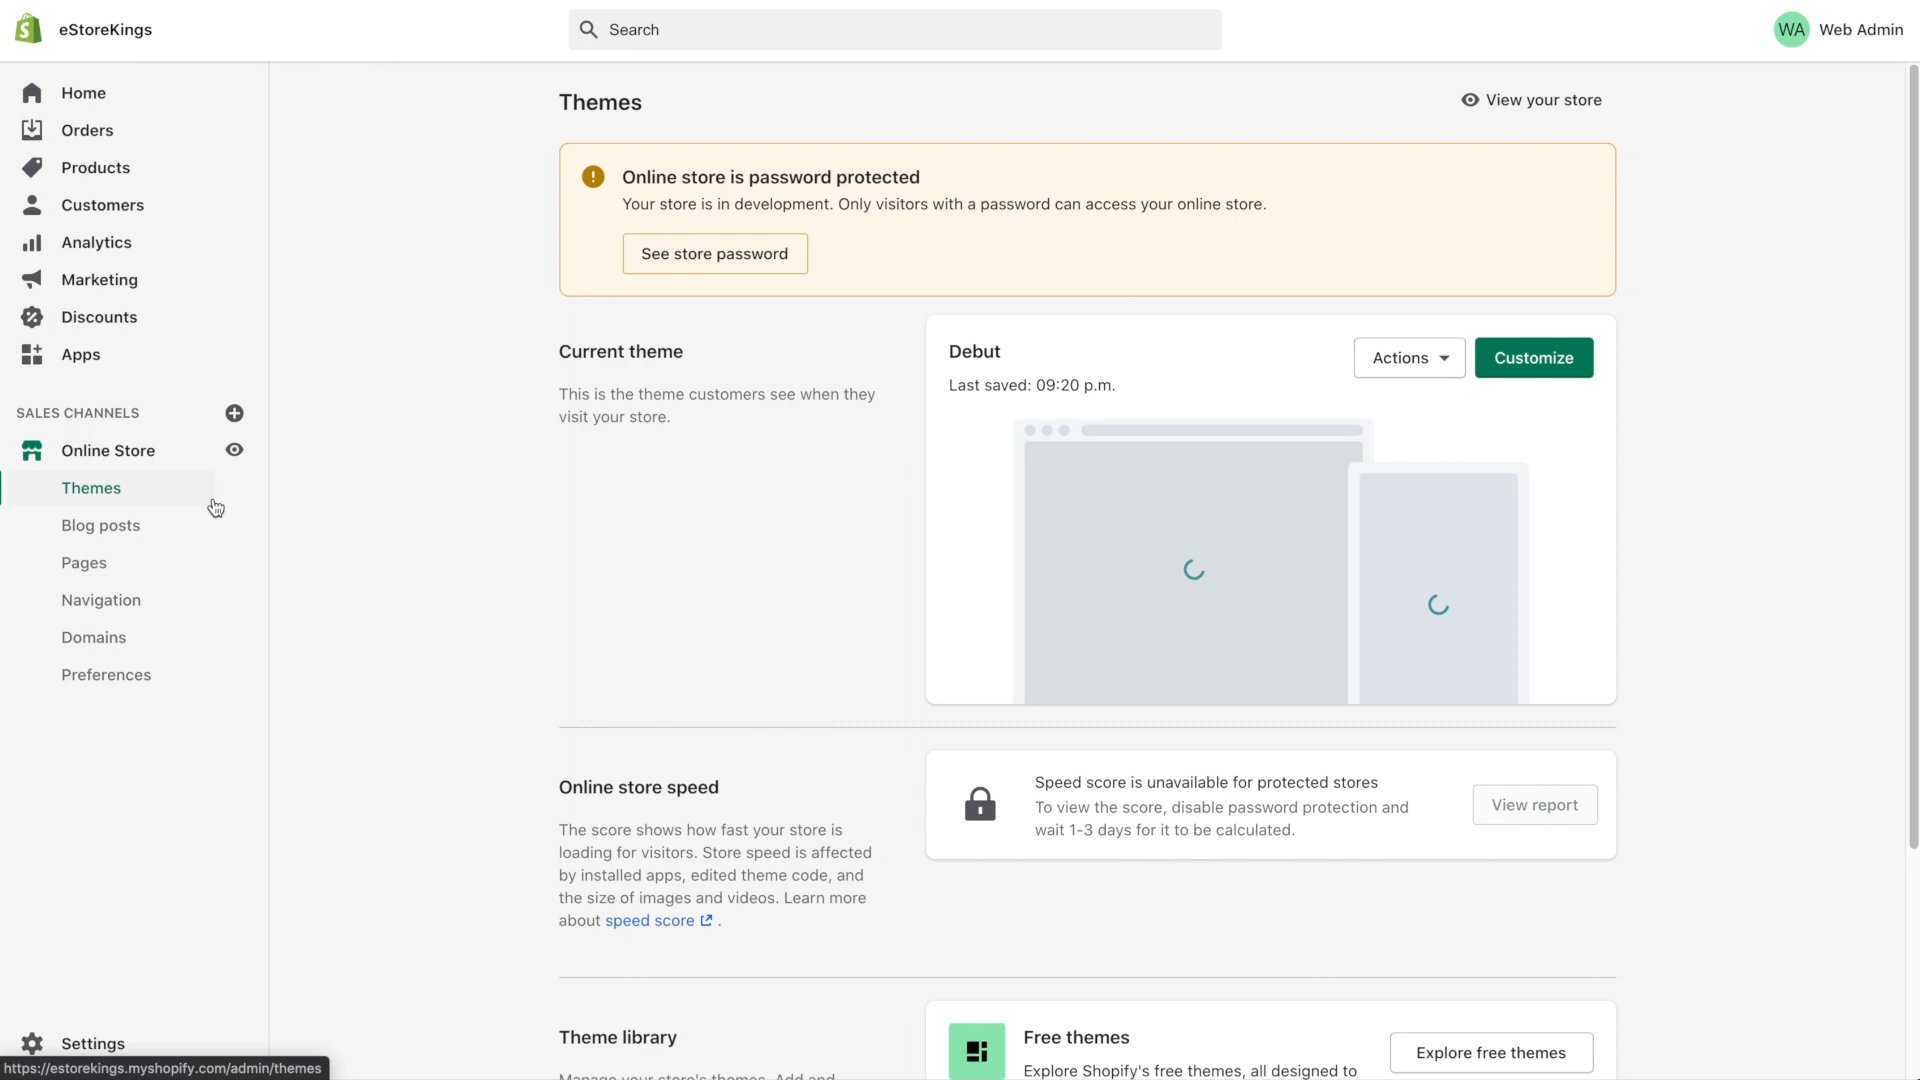 eStoreKings
Search
WA Web Admin
Home
Orders
Products
Customers
Analytics
Marketing
Discounts
Apps
SALES CHANNELS
Online Store
Themes
Blog posts
Pages
Navigation
Domains
Preferences
Settings
https://estorekings.myshopify.com/admin/themes
Themes
View your store
Online store is password protected
Your store is in development. Only visitors with a password can access your online store.
See store password
Current theme
This is the theme customers see when they
visit your store.
Debut
Last saved: 09:20 p.m.
Actions
Customize
Online store speed
The score shows how fast your store is
loading for visitors. Store speed is affected
by installed apps, edited theme code, and
the size of images and videos. Learn more
about speed score .
Speed score is unavailable for protected stores
To view the score, disable password protection and
wait 1-3 days for it to be calculated.
View report
Theme library
Manage your store's themes. Add and
Free themes
Explore Shopify's free themes, all designed to
Explore free themes